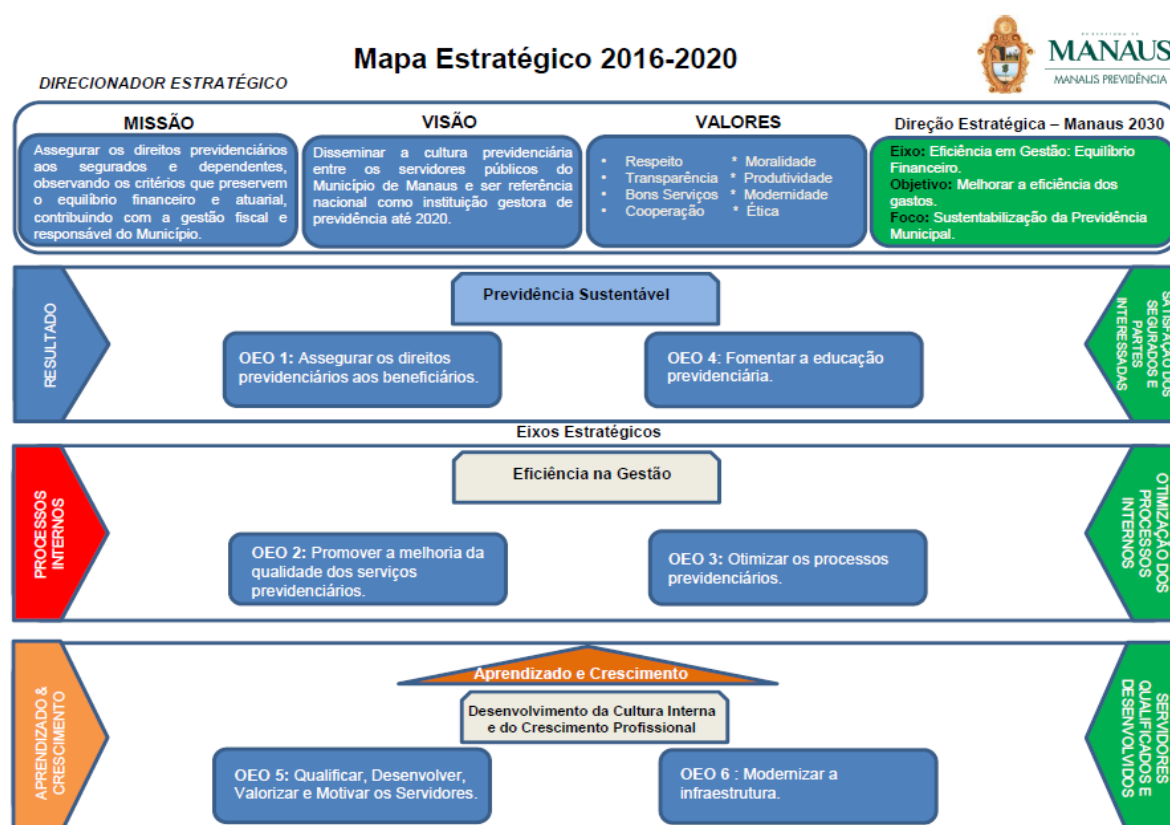 Mapa Estratégico 2016-2020
MANAUS
MANAUS PREVIDÊNCIA
DIRECIONADOR ESTRATÉGICO
MISSÃO
Assegurar os direitos previdenciários
aos segurados e dependentes,
observando os critérios que preservem
o equilíbrio financeiro e atuarial,
contribuindo com a gestão fiscal e
responsável do Município.
VISÃO
Disseminar a cultura previdenciária
entre os servidores públicos do
Município de Manaus e ser referência
nacional como instituição gestora de
previdência até 2020.
VALORES
• Respeito * Moralidade
• Transparência * Produtividade
• Bons Serviços * Modernidade
• Cooperação * Ética
Direção Estratégica – Manaus 2030
Eixo: Eficiência em Gestão: Equilíbrio
Financeiro.
Objetivo: Melhorar a eficiência dos
gastos.
Foco: Sustentabilização da Previdência
Municipal.
RESULTADO
Previdência Sustentável
OEO 1: Assegurar os direitos
previdenciários aos beneficiários.
OEO 4: Fomentar a educação
previdenciária.
SATISFAÇÃO DOS
SEGURADOS E
PARTES
INTERESSADAS
Eixos Estratégicos
PROCESSOS
INTERNOS
Eficiência na Gestão
OEO 2: Promover a melhoria da
qualidade dos serviços
previdenciários.
OEO 3: Otimizar os processos
previdenciários.
OTIMIZAÇÃO DOS
PROCESSOS
INTERNOS
APRENDIZADO &
CRESCIMENTO
Aprendizado e Crescimento
Desenvolvimento da Cultura Interna
e do Crescimento Profissional
OEO 5: Qualificar, Desenvolver,
Valorizar e Motivar os Servidores.
OEO 6 : Modernizar a
infraestrutura.
SERVIDORES
QUALIFICADOS E
DESENVOLVIDOS